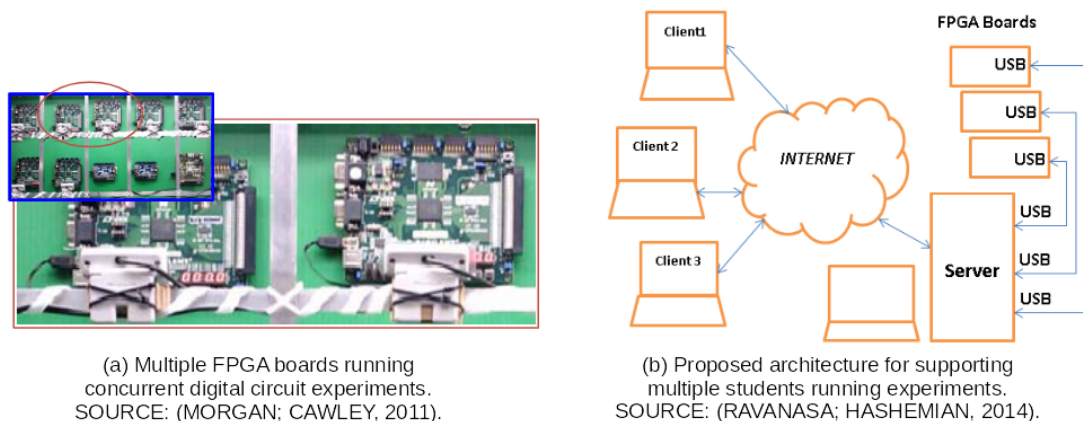 Client1
Client 2
Client 3
INTERNET
FPGA Boards
USB
USB
USB
USB
USB
USB
Server
(a) Multiple FPGA boards running
concurrent digital circuit experiments.
SOURCE: (MORGAN; CAWLEY, 2011).
(b) Proposed architecture for supporting
multiple students running experiments.
SOURCE: (RAVANASA; HASHEMIAN, 2014).